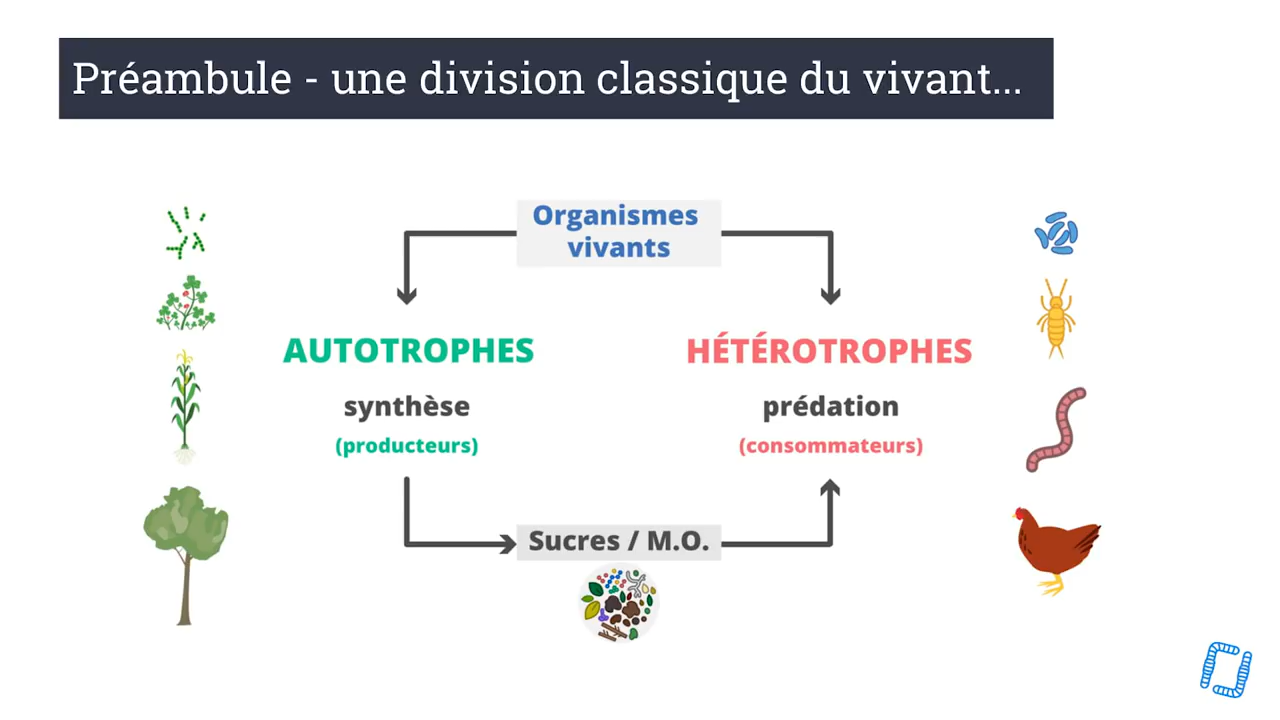 Préambule - une division classique du vivant...
Organismes
vivants
AUTOTROPHES
HÉTÉROTROPHES
synthèse
prédation
(producteurs)
(consommateurs)
Sucres / M.O.